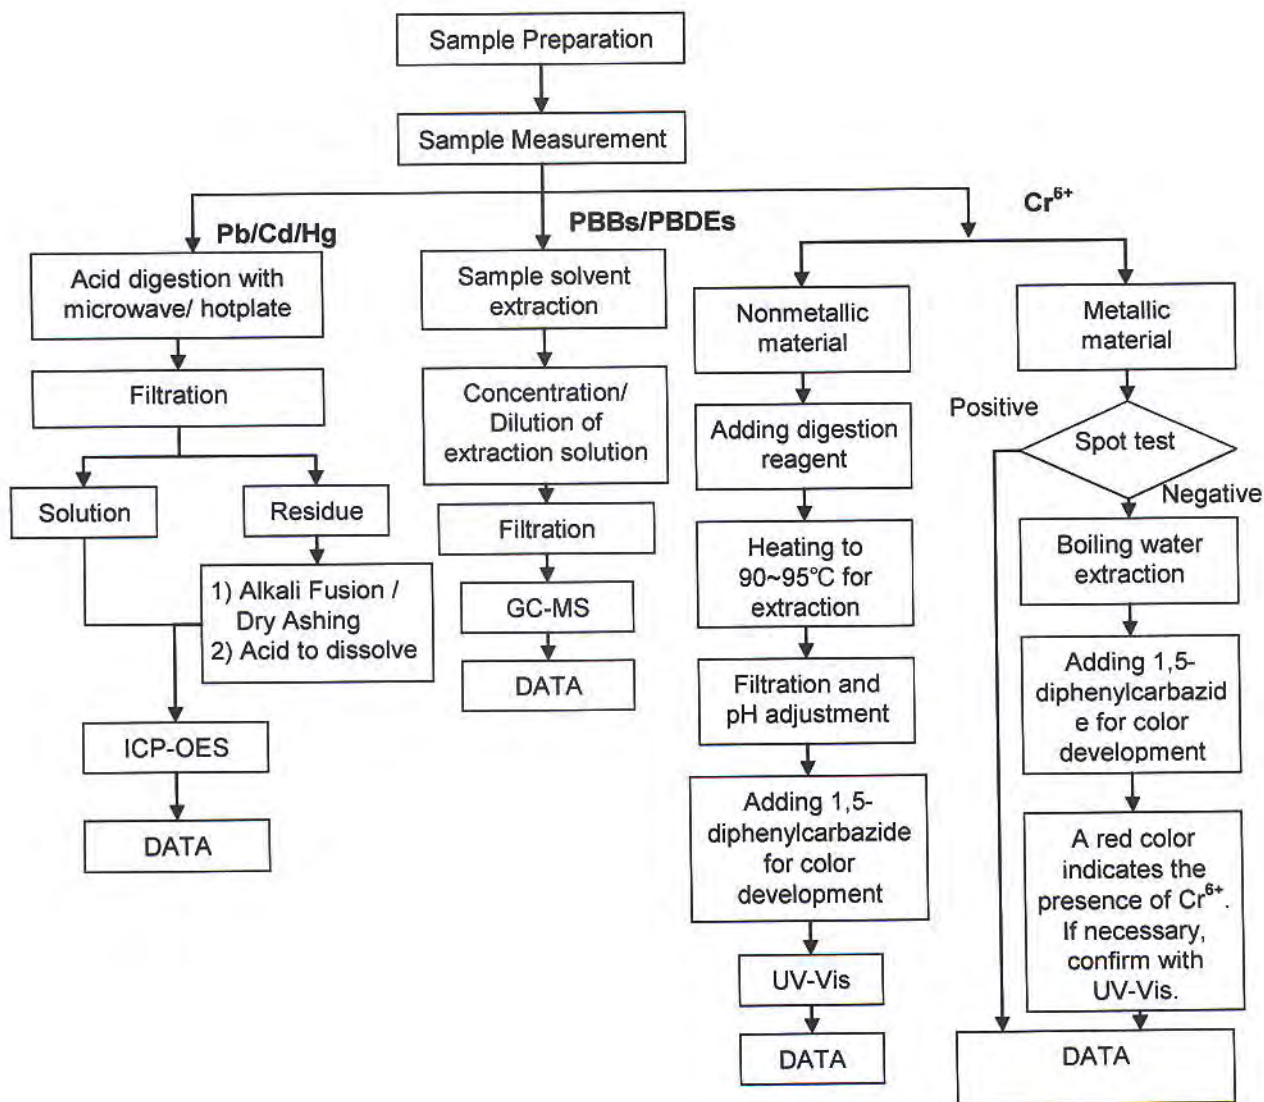 Sample Preparation
Sample Measurement
Pb/Cd/Hg
PBBs/PBDEs
Cr⁶⁺
Acid digestion with
microwave/ hotplate
Filtration
Solution
Residue
1) Alkali Fusion /
Dry Ashing
2) Acid to dissolve
ICP-OES
DATA
Sample solvent
extraction
Concentration/
Dilution of
extraction solution
Filtration
GC-MS
DATA
Nonmetallic
material
Adding digestion
reagent
Heating to
90~95℃ for
extraction
Filtration and
pH adjustment
Adding 1,5-
diphenylcarbazide
for color
development
UV-Vis
DATA
Metallic
material
Positive
Spot test
Negative
Boiling water
extraction
Adding 1,5-
diphenylcarbazid
e for color
development
A red color
indicates the
presence of Cr⁶⁺.
If necessary,
confirm with
UV-Vis.
DATA